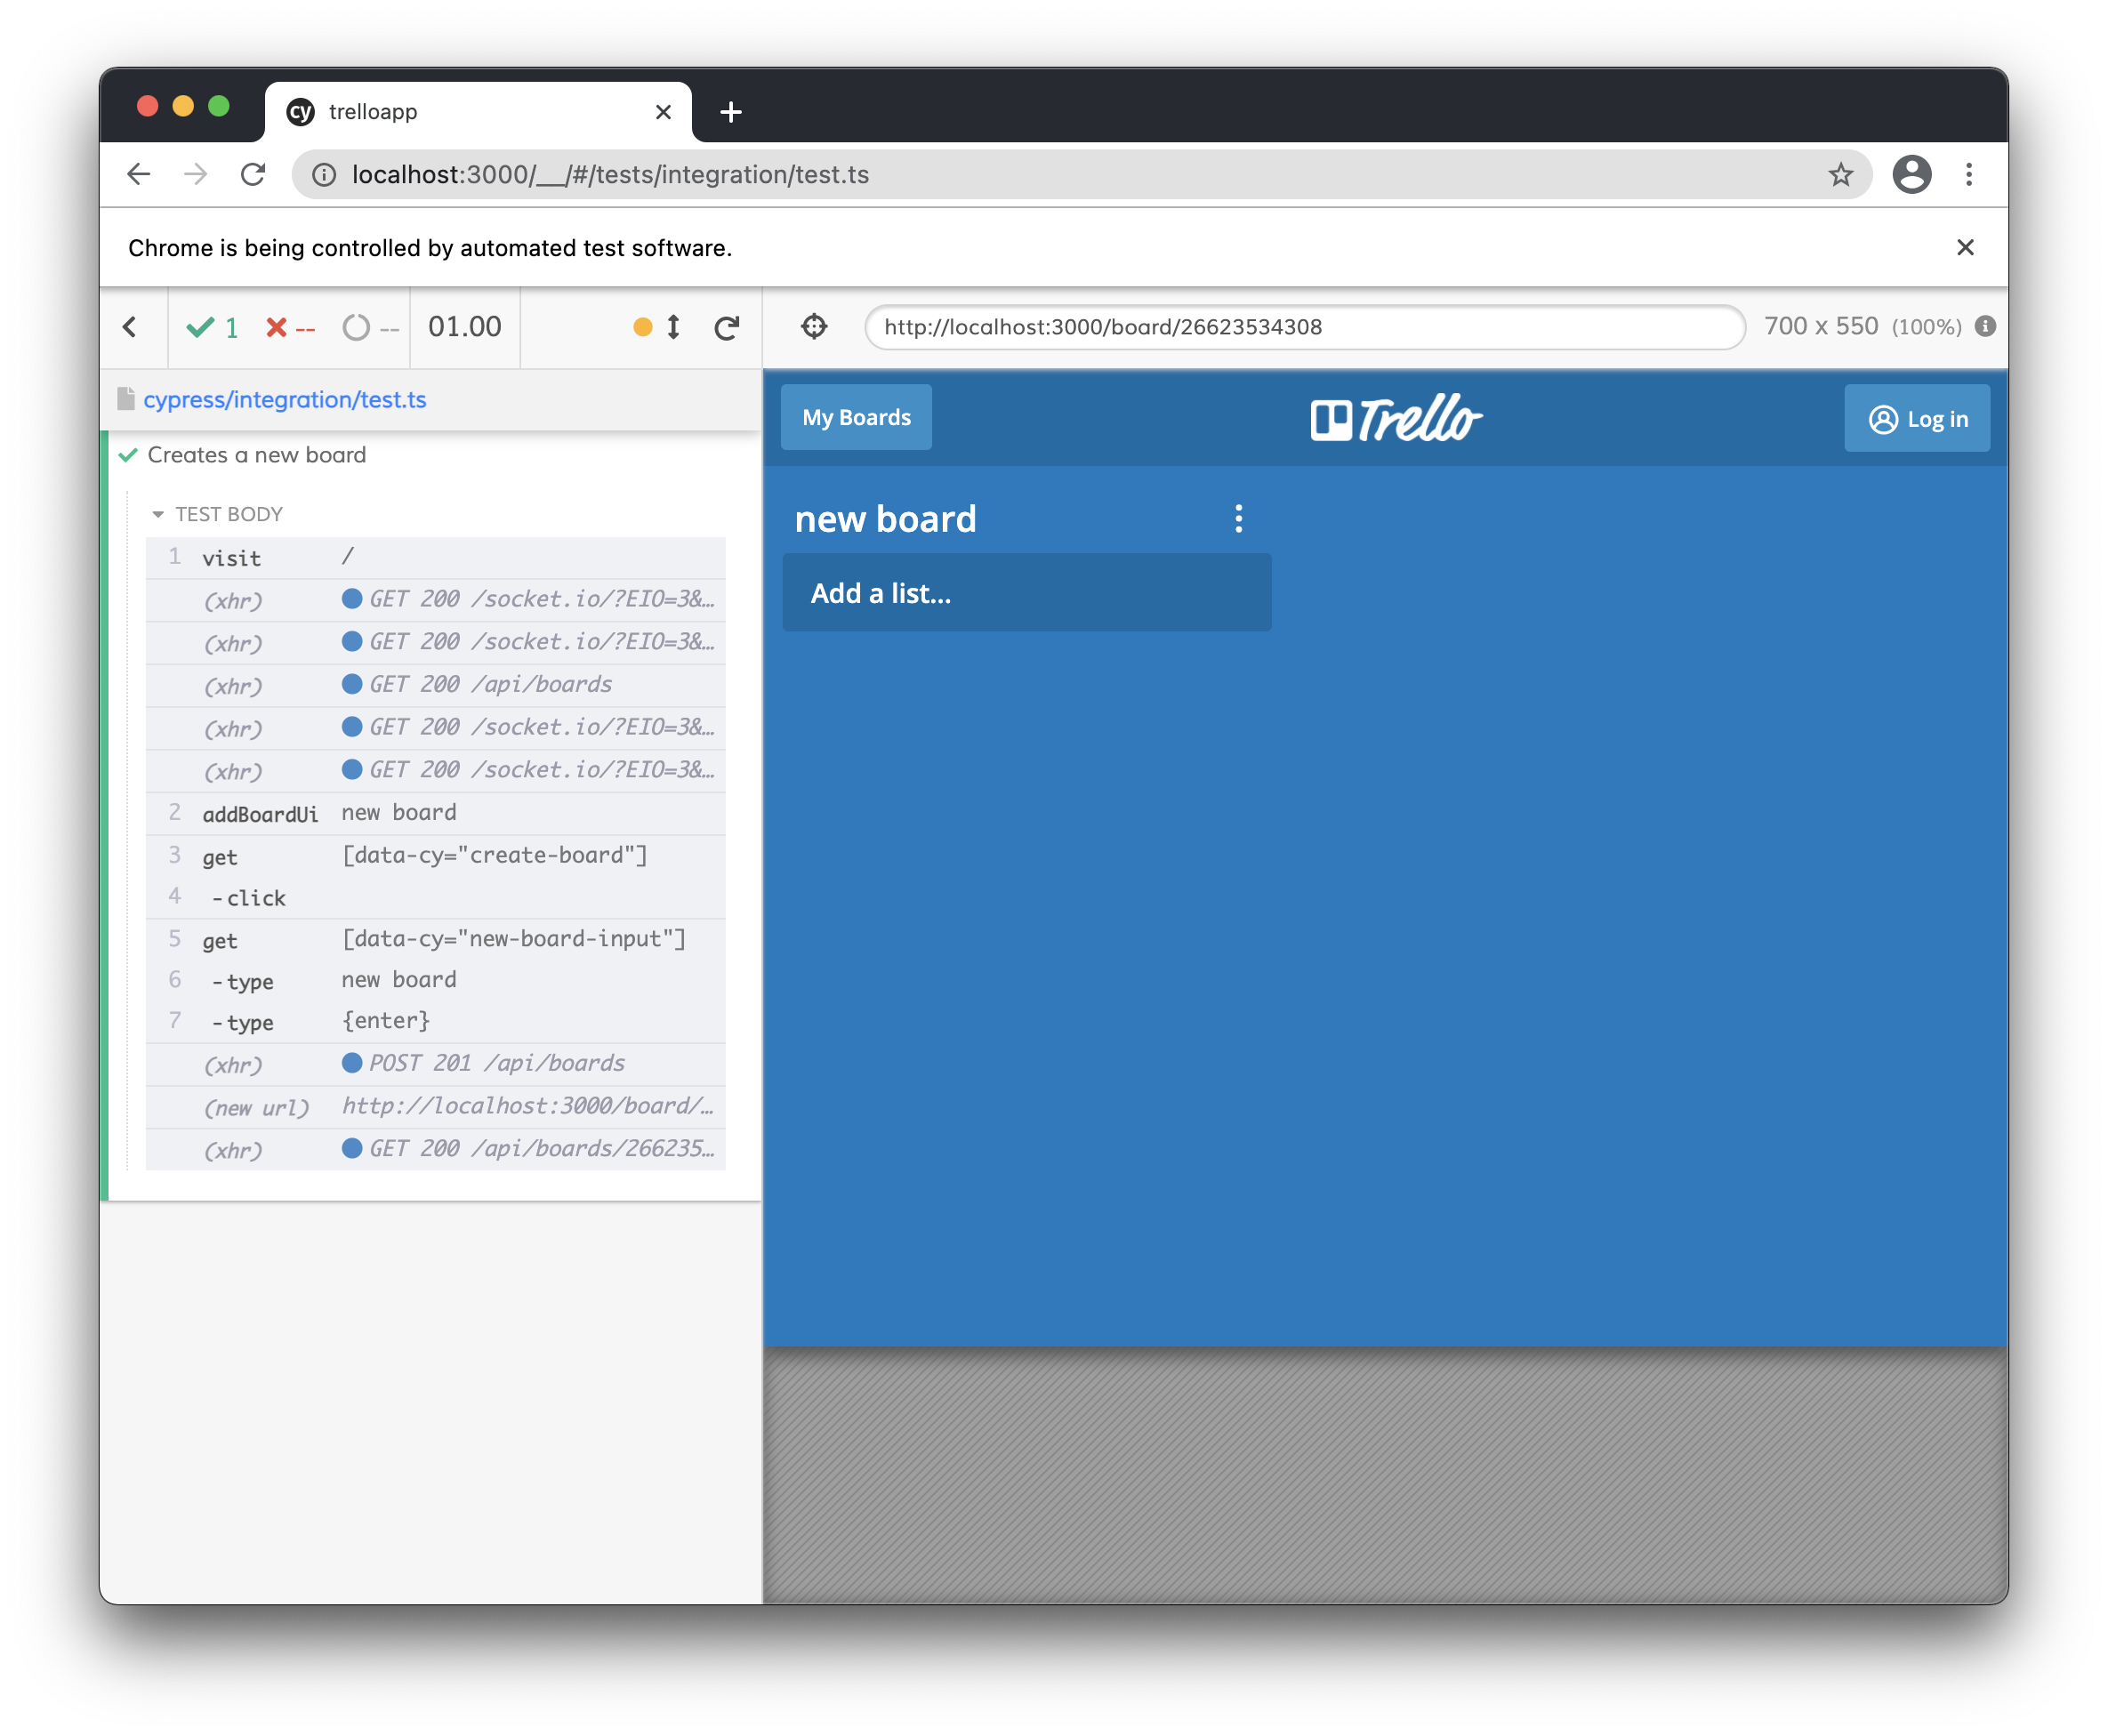 cy trelloapp
localhost:3000/__/#/tests/integration/test.ts
Chrome is being controlled by automated test software.
1 -- -- 01.00
http://localhost:3000/board/26623534308 700 x 550 (100%)
cypress/integration/test.ts
Creates a new board
TEST BODY
1 visit /
(xhr) GET 200 /socket.io/?EIO=3&…
(xhr) GET 200 /socket.io/?EIO=3&…
(xhr) GET 200 /api/boards
(xhr) GET 200 /socket.io/?EIO=3&…
(xhr) GET 200 /socket.io/?EIO=3&…
2 addBoardUi new board
3 get [data-cy="create-board"]
4 -click
5 get [data-cy="new-board-input"]
6 -type new board
7 -type {enter}
(xhr) POST 201 /api/boards
(new url) http://localhost:3000/board/…
(xhr) GET 200 /api/boards/266235…
My Boards
Trello
Log in
new board
Add a list...